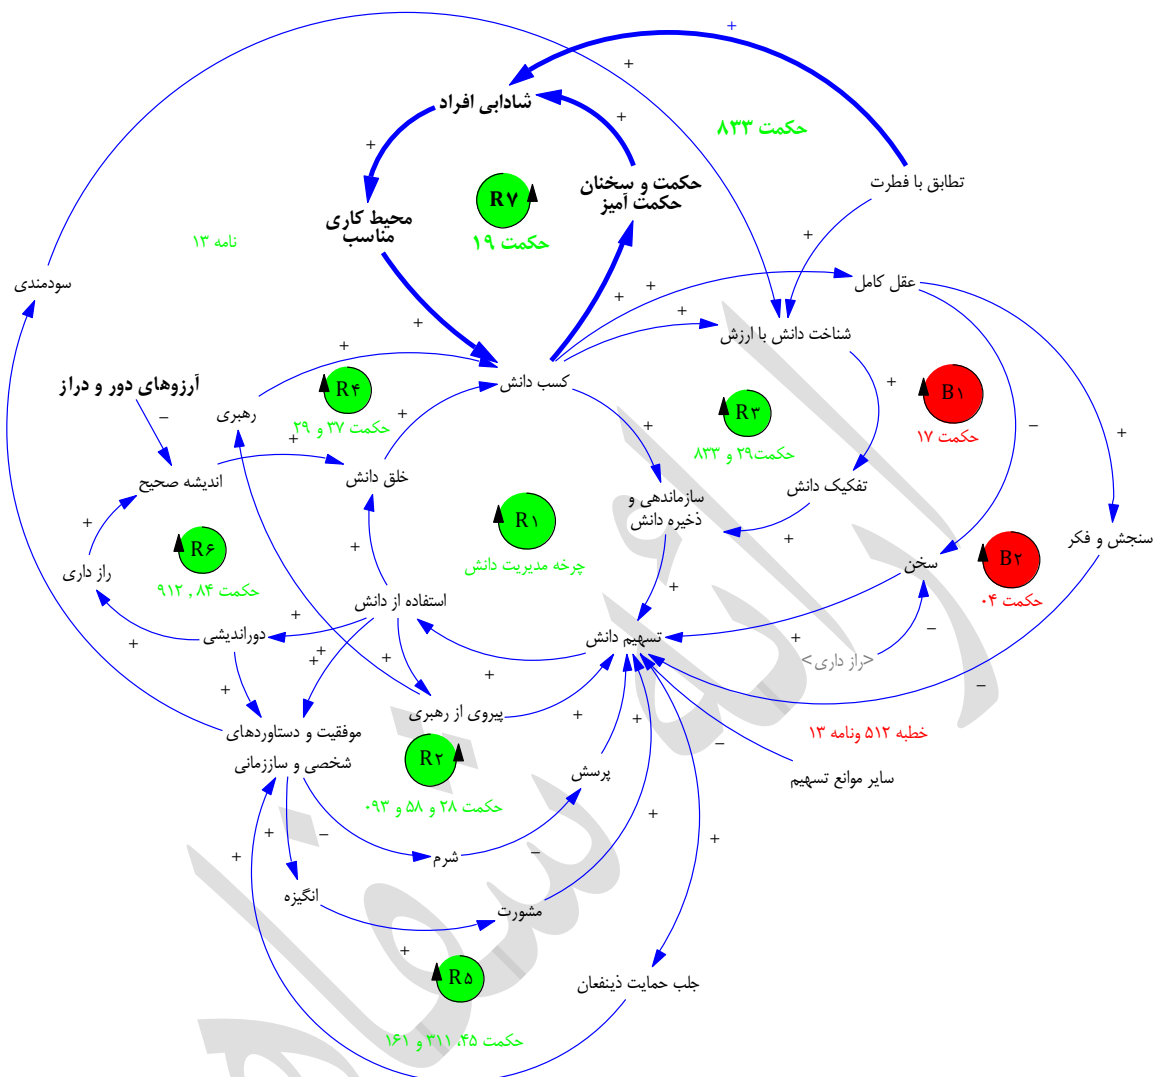 +
+
شادابی افراد
+
+
حکمت ۸۳۳
حکمت و سخنان
حکمت آمیز
تطابق با فطرت
R۷
محیط کاری
مناسب
حکمت ۱۹
نامه ۱۳
+
سودمندی
عقل کامل
+
+
+
+
شناخت دانش با ارزش
+
+
کسب دانش
آرزوهای دور و دراز
R۴
رهبری
+
B۱
R۳
–
+
حکمت ۳۷ و ۲۹
+
–
+
حکمت ۱۷
حکمت۲۹ و ۸۳۳
+
اندیشه صحیح
خلق دانش
تفکیک دانش
سازماندهی و
ذخیره دانش
R۱
+
R۶
+
+
سنجش و فکر
چرخه مدیریت دانش
سخن
B۲
راز داری
حکمت ۸۴ , ۹۱۲
+
حکمت ۰۴
استفاده از دانش
+
دوراندیشی
+
تسهیم دانش
+
–
+
+
+
+
<راز داری>
+
+
–
پیروی از رهبری
+
+
موفقیت و دستاوردهای
شخصی و سازمانی
R۲
خطبه ۵۱۲ ونامه ۱۳
–
–
پرسش
سایر موانع تسهیم
حکمت ۲۸ و ۵۸ و ۰۹۳
+
+
–
+
+
شرم
–
انگیزه
مشورت
+
R۵
جلب حمایت ذینفعان
حکمت ۴۵، ۳۱۱ و ۱۶۱
ارائه شماره